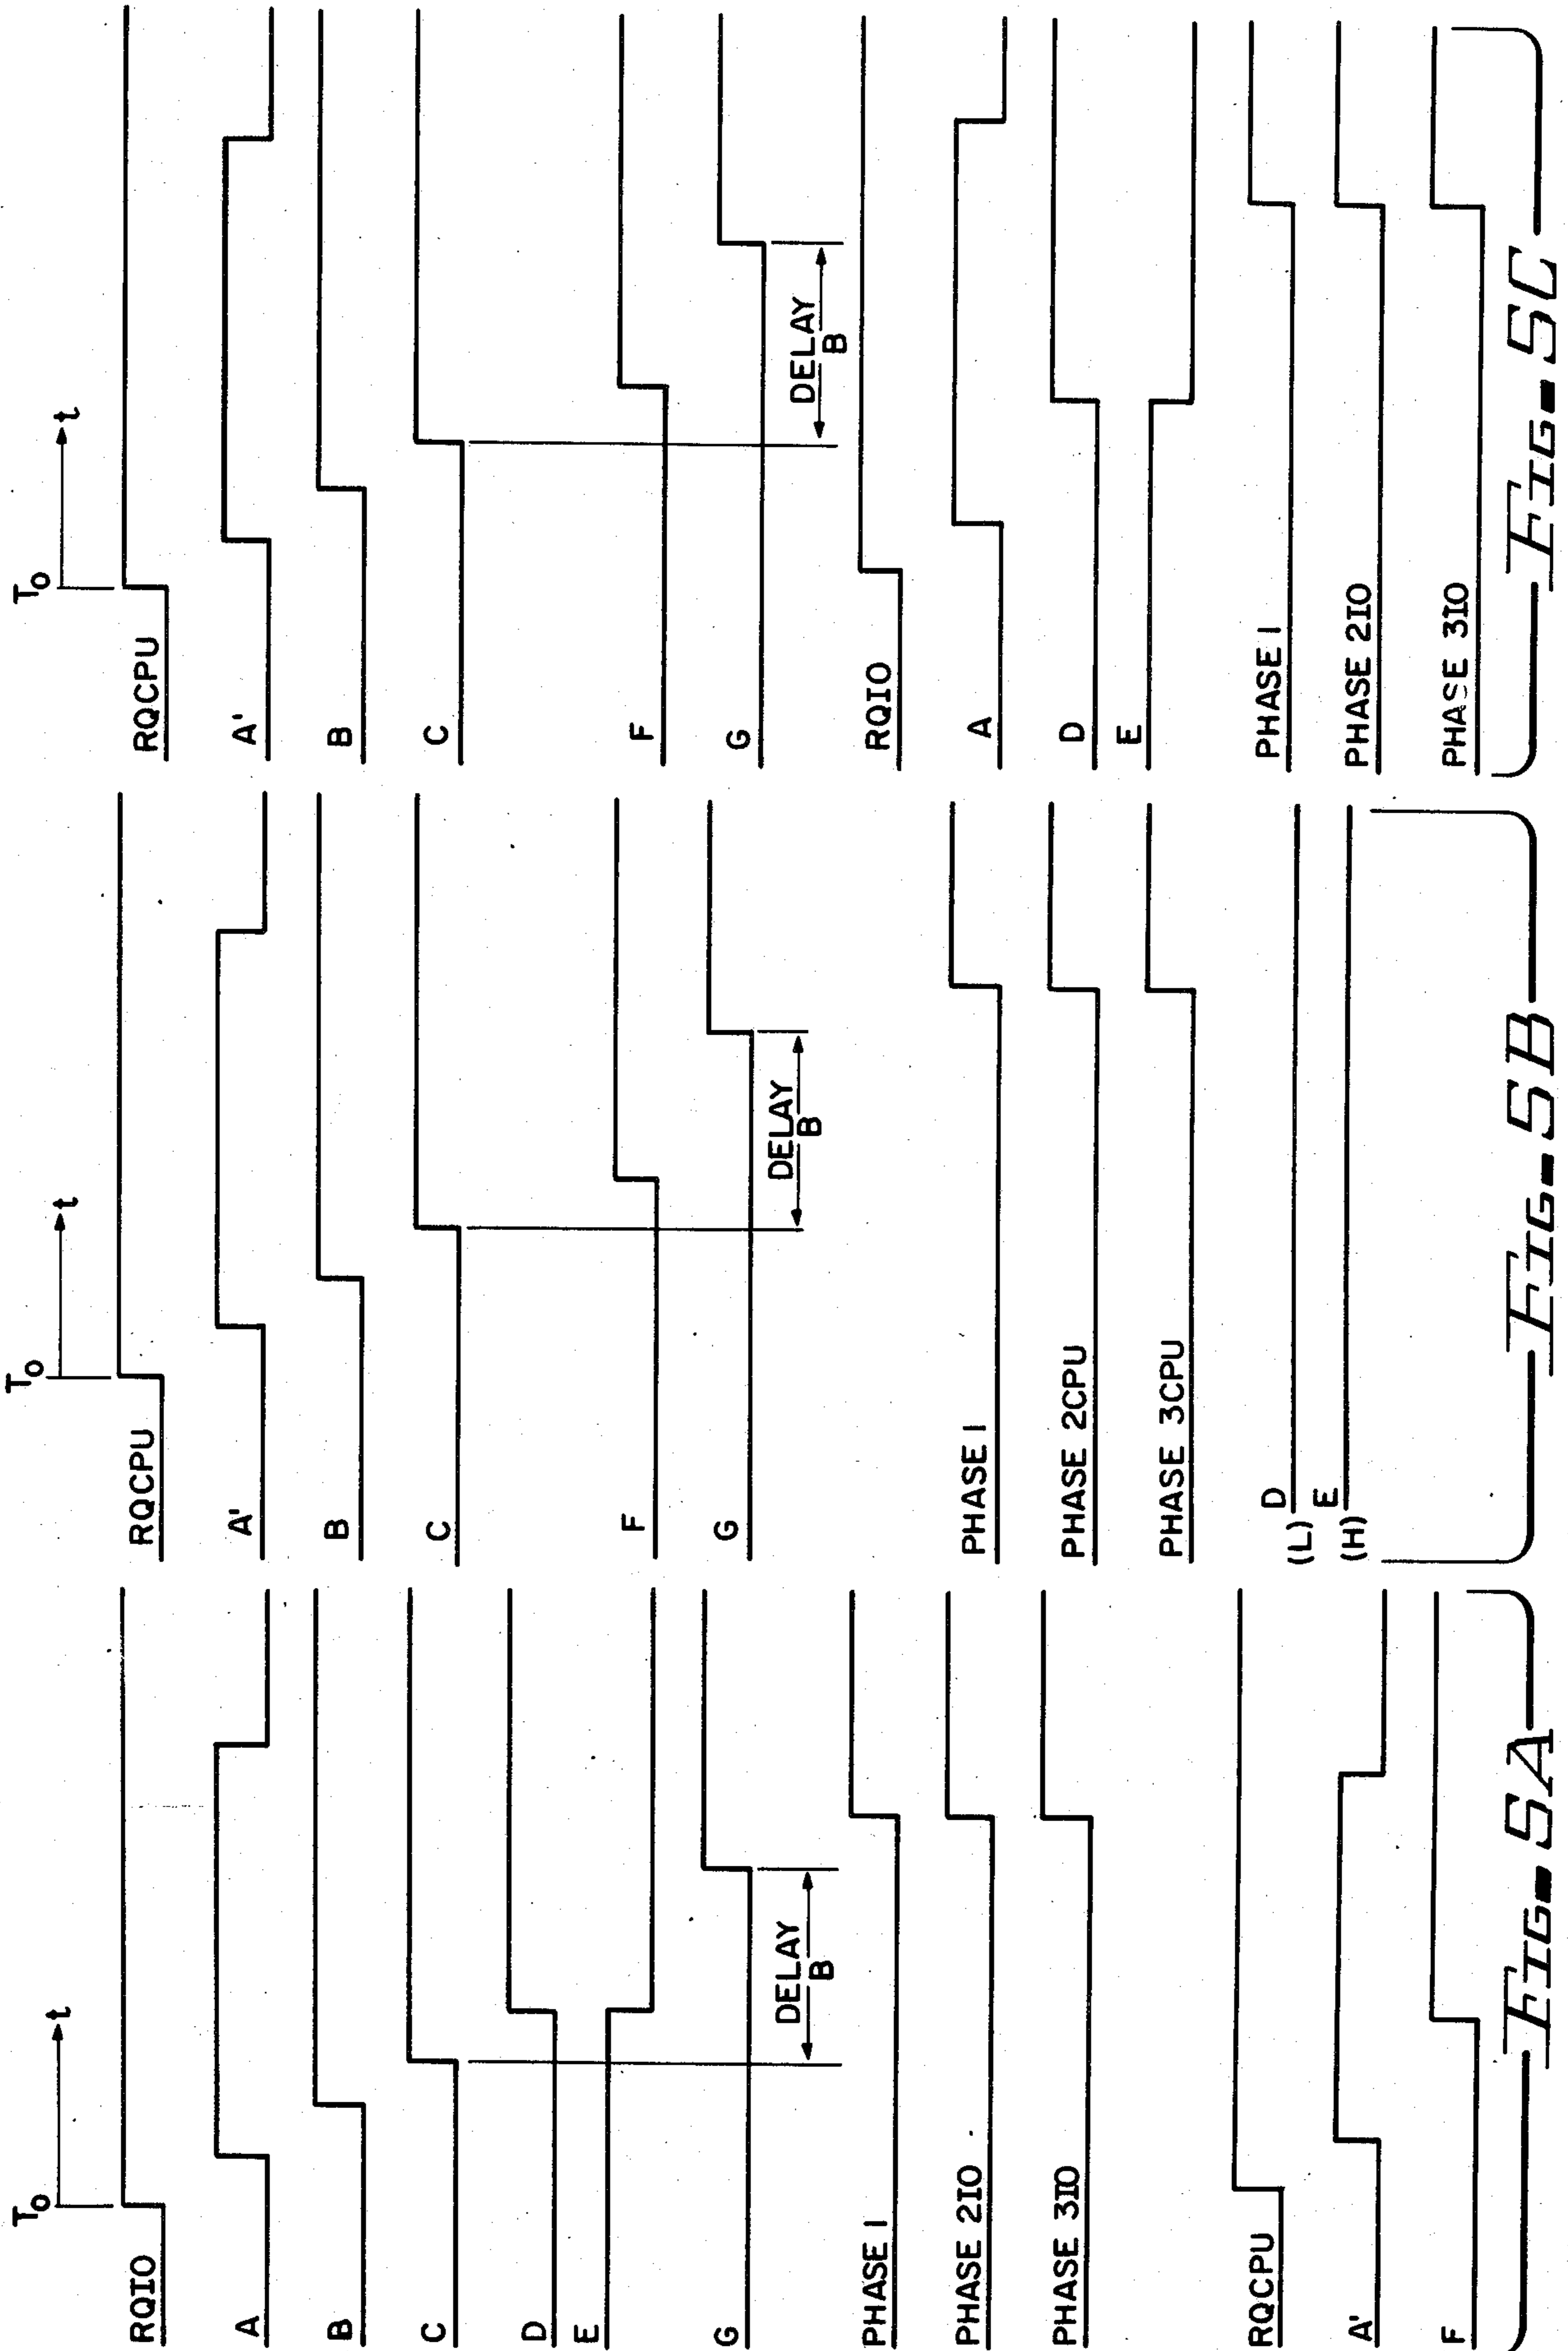 T0
t
RQIO
A
B
C
D
E
G
DELAY
B
PHASE 1
PHASE 2IO
PHASE 3IO
RQCPU
A'
F
Fig-5A
T0
t
RQCPU
A'
B
C
F
G
DELAY
B
PHASE 1
PHASE 2CPU
PHASE 3CPU
(L) D
(H) E
Fig-5B
T0
t
RQCPU
A'
B
C
F
G
DELAY
B
RQIO
A
D
E
PHASE 1
PHASE 2IO
PHASE 3IO
Fig-5C